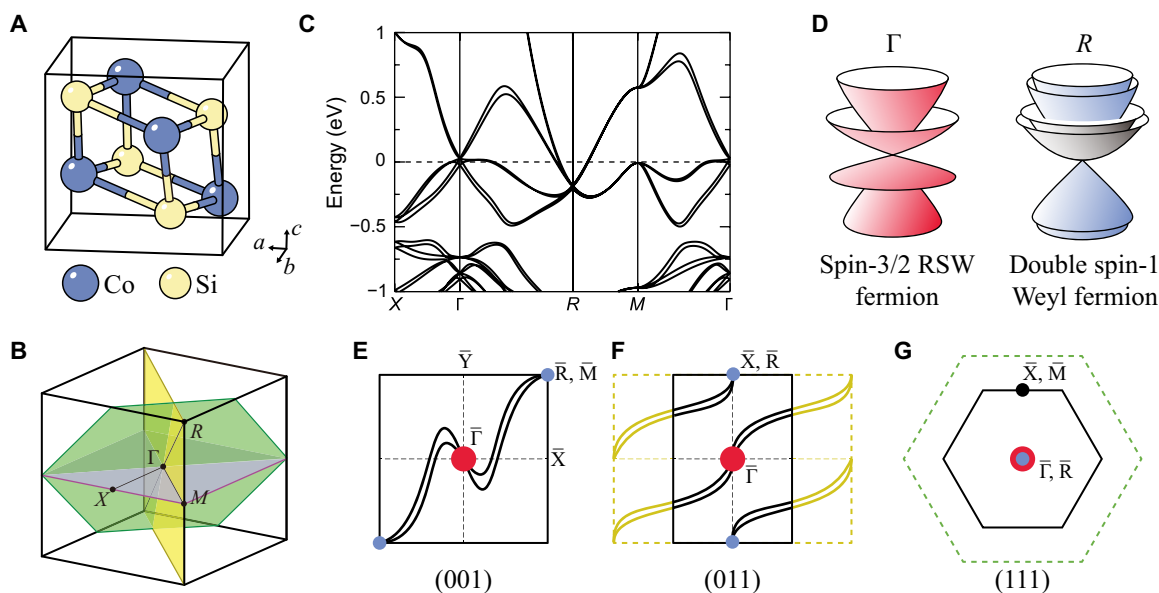 A
a
c
b
Co
Si
B
R
Γ
X
M
C
Energy (eV)
1
0.5
0
−0.5
−1
X Γ R M Γ
D
Γ R
Spin-3/2 RSW
fermion
Double spin-1
Weyl fermion
E
Y̅
R̅, M̅
Γ̅
X̅
(001)
F
X̅, R̅
Γ̅
(011)
G
X̅, M̅
Γ̅, R̅
(111)